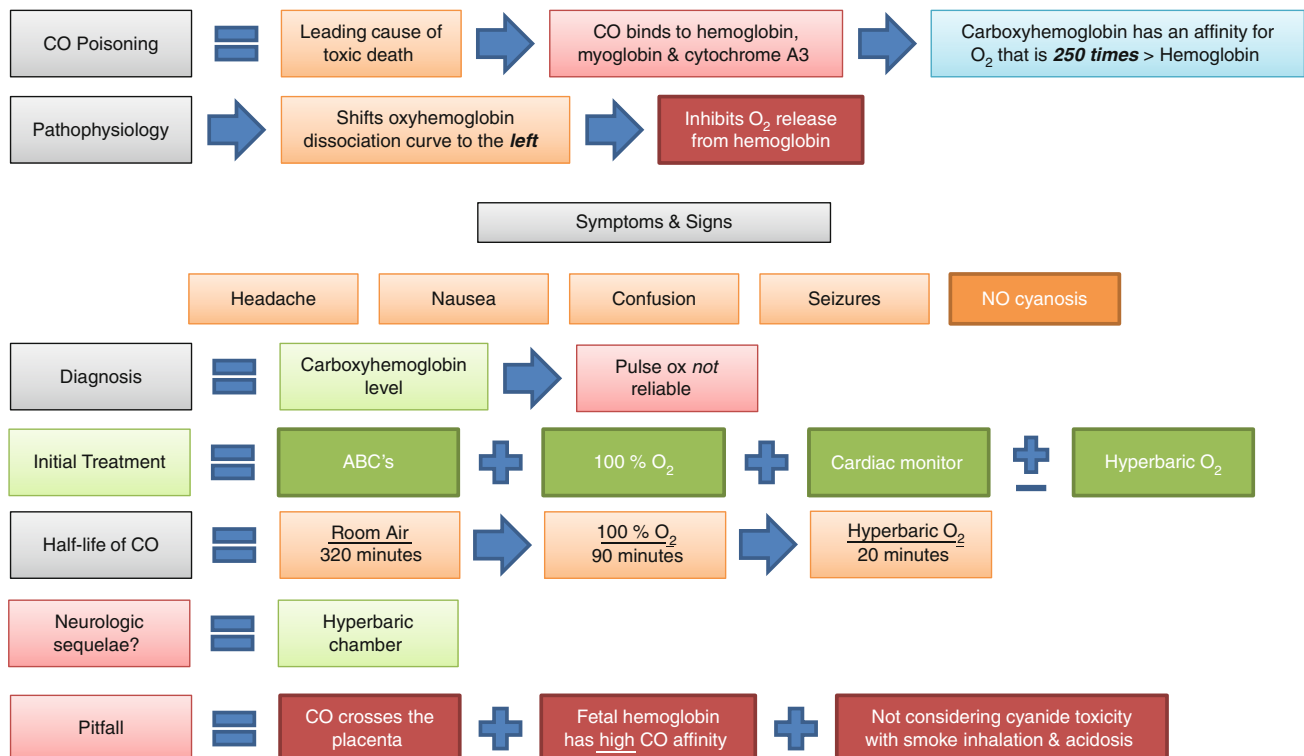 CO Poisoning
Leading cause of
toxic death
CO binds to hemoglobin,
myoglobin & cytochrome A3
Carboxyhemoglobin has an affinity for
O2 that is 250 times > Hemoglobin
Pathophysiology
Shifts oxyhemoglobin
dissociation curve to the left
Inhibits O2 release
from hemoglobin
Symptoms & Signs
Headache
Nausea
Confusion
Seizures
NO cyanosis
Diagnosis
Carboxyhemoglobin
level
Pulse ox not
reliable
Initial Treatment
ABC's
100 % O2
Cardiac monitor
Hyperbaric O2
Half-life of CO
Room Air
320 minutes
100 % O2
90 minutes
Hyperbaric O2
20 minutes
Neurologic
sequelae?
Hyperbaric
chamber
Pitfall
CO crosses the
placenta
Fetal hemoglobin
has high CO affinity
Not considering cyanide toxicity
with smoke inhalation & acidosis